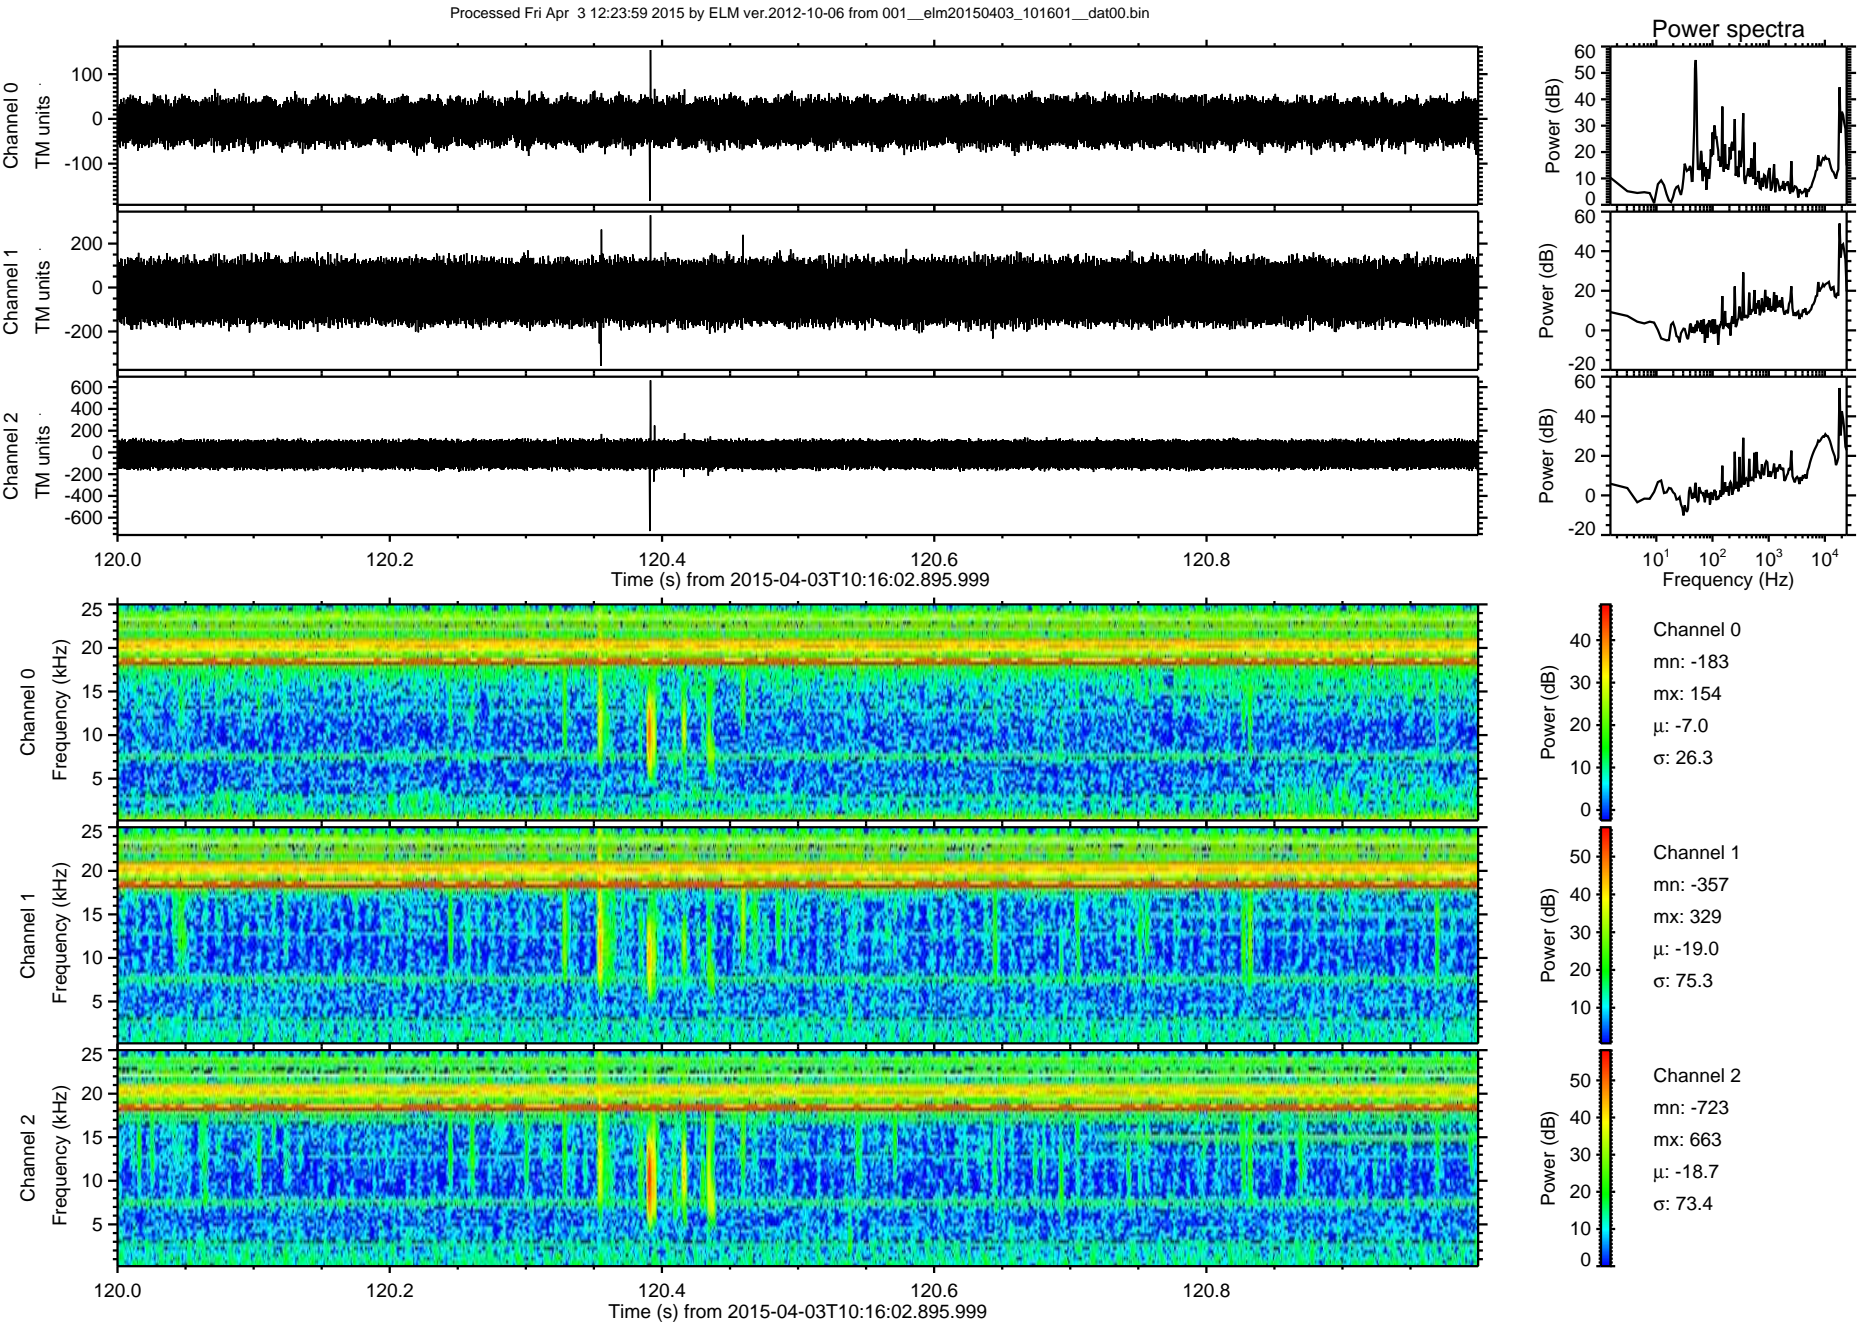 Processed Fri Apr  3 12:23:59 2015 by ELM ver.2012-10-06 from 001__elm20150403_101601__dat00.bin
Power spectra
Channel 0
TM units
100
0
-100
Power (dB)
60
50
40
30
20
10
0
Channel 1
TM units
200
0
-200
Power (dB)
60
40
20
0
-20
Channel 2
TM units
600
400
200
0
-200
-400
-600
Power (dB)
60
40
20
0
-20
120.0 120.2 120.4 120.6 120.8
Time (s) from 2015-04-03T10:16:02.895.999
10¹ 10² 10³ 10⁴
Frequency (Hz)
Channel 0
Frequency (kHz)
25
20
15
10
5
Power (dB)
40
30
20
10
0
Channel 0
mn: -183
mx: 154
µ: -7.0
σ: 26.3
Channel 1
Frequency (kHz)
25
20
15
10
5
Power (dB)
50
40
30
20
10
Channel 1
mn: -357
mx: 329
µ: -19.0
σ: 75.3
Channel 2
Frequency (kHz)
25
20
15
10
5
Power (dB)
50
40
30
20
10
0
Channel 2
mn: -723
mx: 663
µ: -18.7
σ: 73.4
120.0 120.2 120.4 120.6 120.8
Time (s) from 2015-04-03T10:16:02.895.999